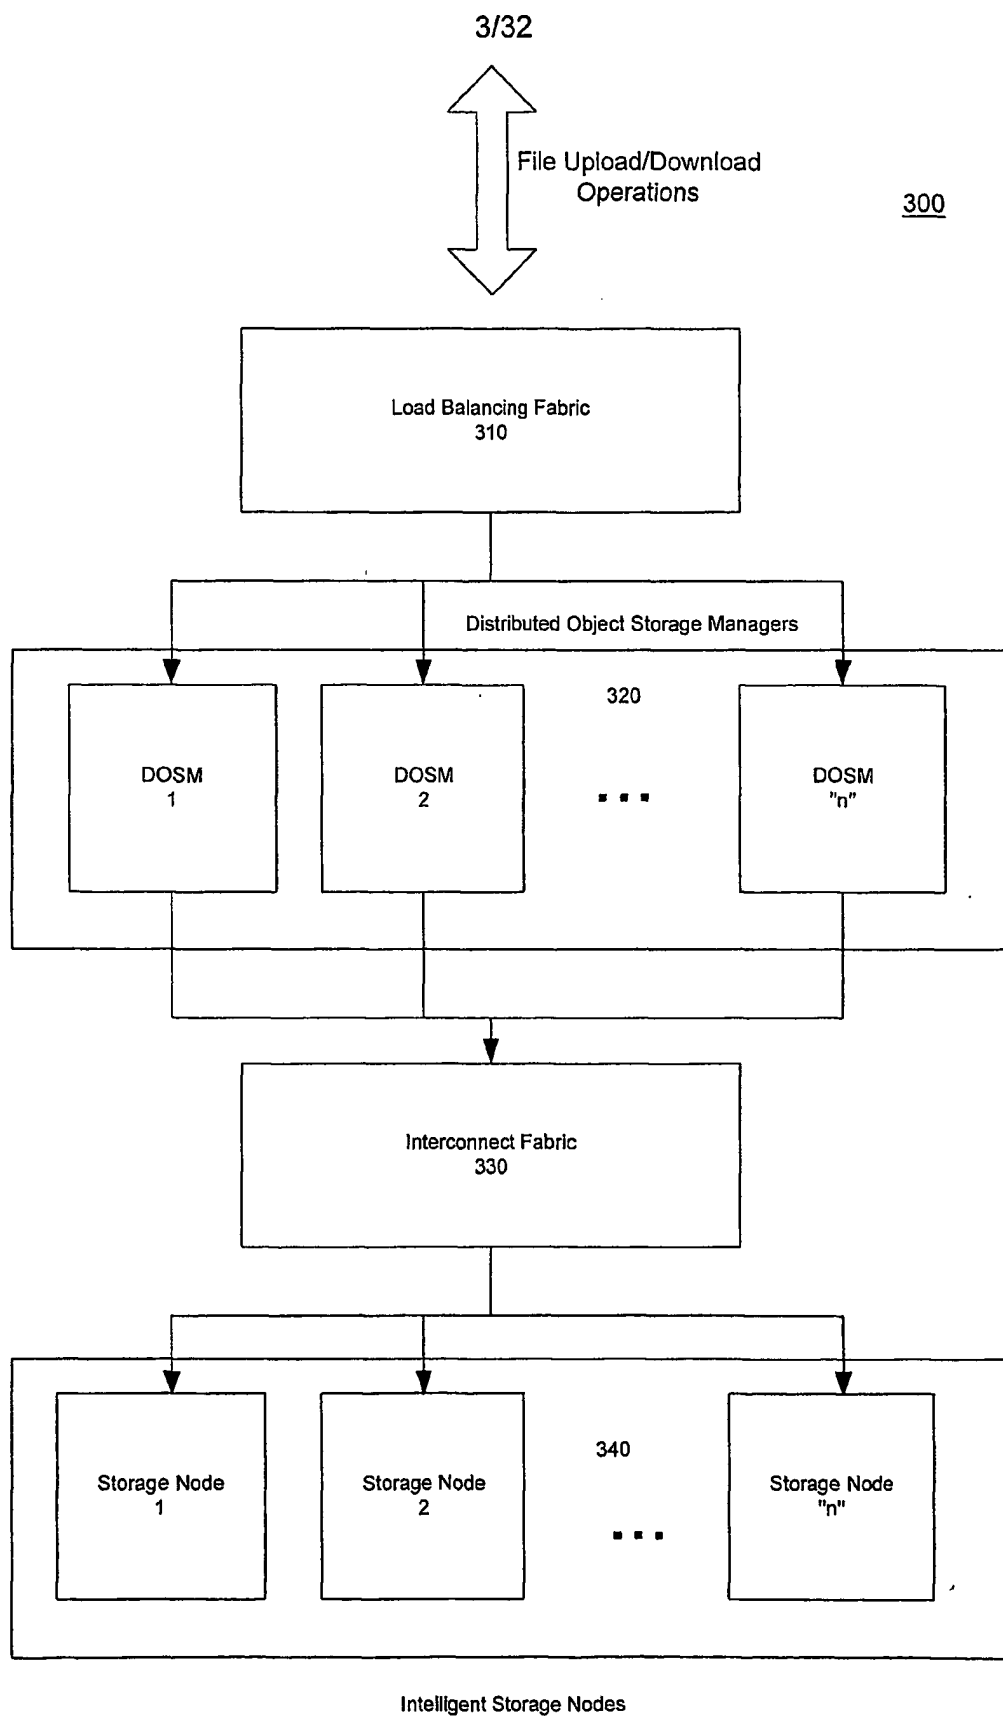 3/32
File Upload/Download
Operations
300
Load Balancing Fabric
310
Distributed Object Storage Managers
320
DOSM
1
DOSM
2
DOSM
"n"
Interconnect Fabric
330
340
Storage Node
1
Storage Node
2
Storage Node
"n"
Intelligent Storage Nodes